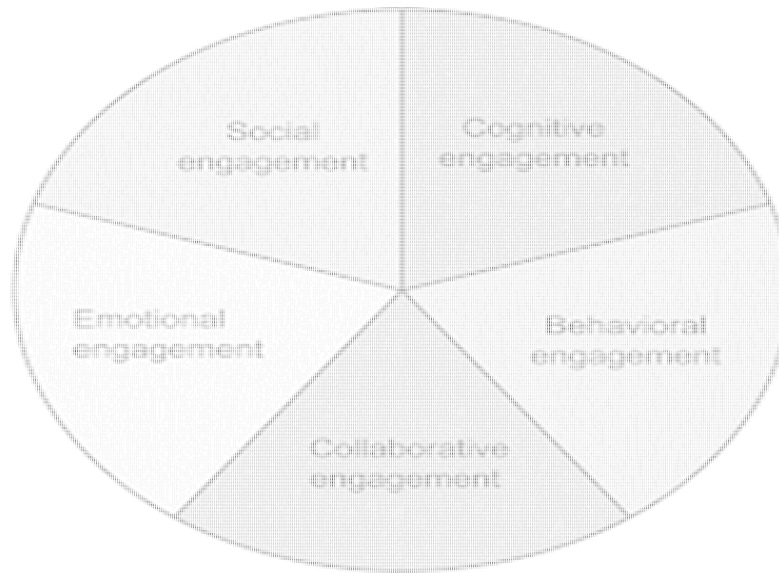 Social
engagement
Cognitive
engagement
Emotional
engagement
Behavioral
engagement
Collaborative
engagement